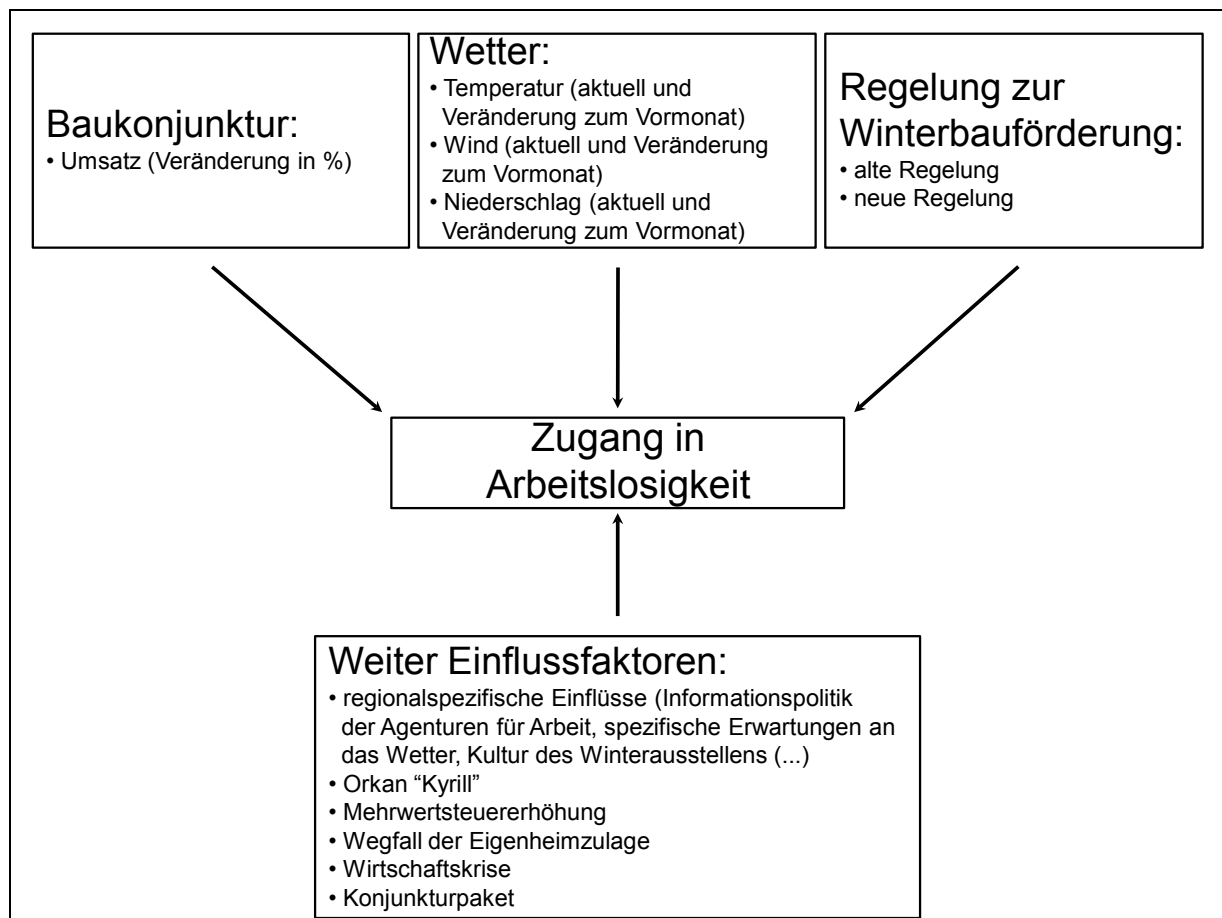 Baukonjunktur:
• Umsatz (Veränderung in %)
Wetter:
• Temperatur (aktuell und
Veränderung zum Vormonat)
• Wind (aktuell und Veränderung
zum Vormonat)
• Niederschlag (aktuell und
Veränderung zum Vormonat)
Regelung zur
Winterbauförderung:
• alte Regelung
• neue Regelung
Zugang in
Arbeitslosigkeit
Weiter Einflussfaktoren:
• regionalspezifische Einflüsse (Informationspolitik
der Agenturen für Arbeit, spezifische Erwartungen an
das Wetter, Kultur des Winterausstellens (...)
• Orkan “Kyrill”
• Mehrwertsteuererhöhung
• Wegfall der Eigenheimzulage
• Wirtschaftskrise
• Konjunkturpaket